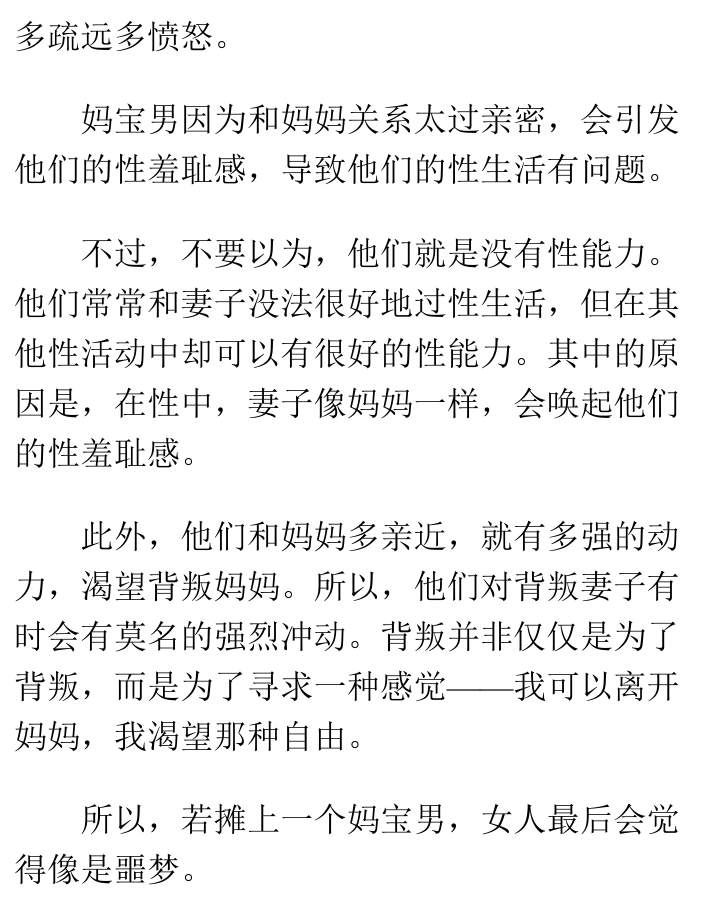 多疏远多愤怒。
妈宝男因为和妈妈关系太过亲密，会引发
他们的性羞耻感，导致他们的性生活有问题。
不过，不要以为，他们就是没有性能力。
他们常常和妻子没法很好地过性生活，但在其
他性活动中却可以有很好的性能力。其中的原
因是，在性中，妻子像妈妈一样，会唤起他们
的性羞耻感。
此外，他们和妈妈多亲近，就有多强的动
力，渴望背叛妈妈。所以，他们对背叛妻子有
时会有莫名的强烈冲动。背叛并非仅仅是为了
背叛，而是为了寻求一种感觉——我可以离开
妈妈，我渴望那种自由。
所以，若摊上一个妈宝男，女人最后会觉
得像是噩梦。